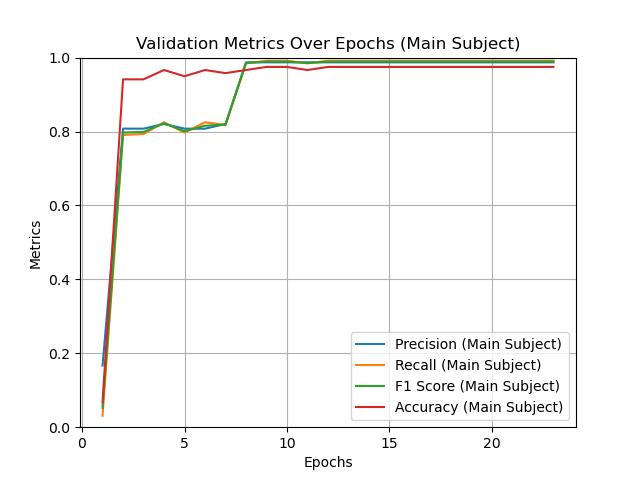 Validation Metrics Over Epochs (Main Subject)
1.0
0.8
0.6
0.4
0.2
0.0
Metrics
Precision (Main Subject)
Recall (Main Subject)
F1 Score (Main Subject)
Accuracy (Main Subject)
0 5 10 15 20
Epochs